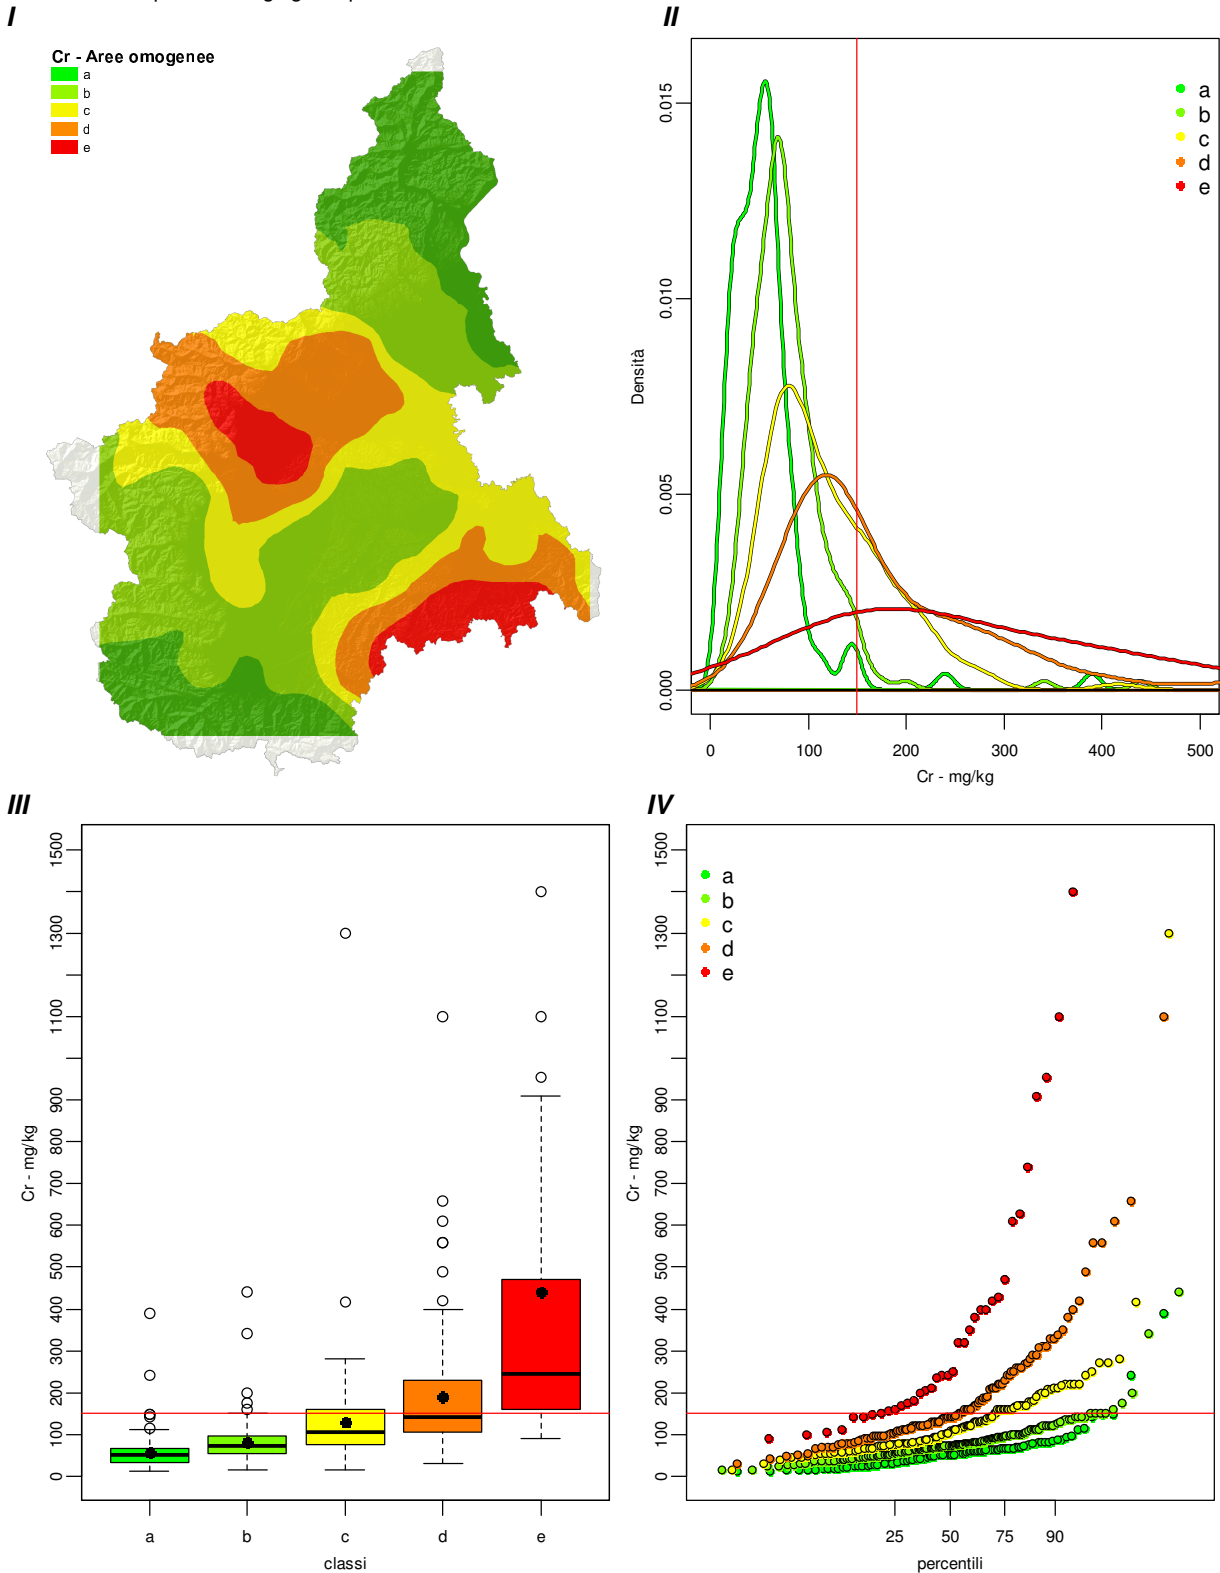 I
Cr - Aree omogenee
a
b
c
d
e
II
Densità
0.000
0.005
0.010
0.015
a
b
c
d
e
0 100 200 300 400 500
Cr - mg/kg
III
Cr - mg/kg
1500
1300
1100
900
800
700
600
500
400
300
200
100
0
a b c d e
classi
IV
Cr - mg/kg
1500
1300
1100
900
800
700
600
500
400
300
200
100
0
a
b
c
d
e
25 50 75 90
percentili